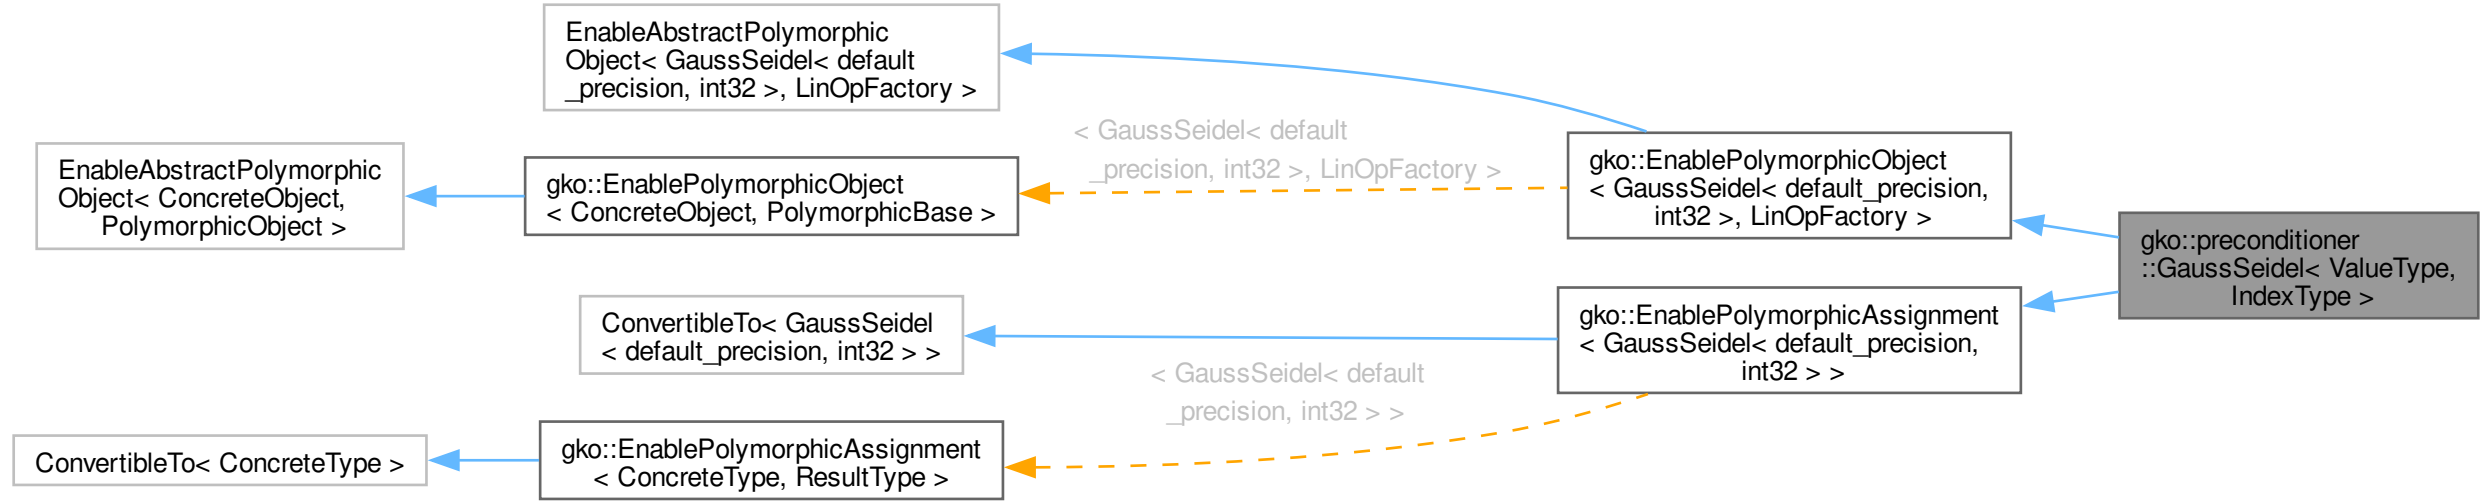 EnableAbstractPolymorphic
Object< GaussSeidel< default
_precision, int32 >, LinOpFactory >
EnableAbstractPolymorphic
Object< ConcreteObject,
PolymorphicObject >
gko::EnablePolymorphicObject
< ConcreteObject, PolymorphicBase >
< GaussSeidel< default
_precision, int32 >, LinOpFactory >
gko::EnablePolymorphicObject
< GaussSeidel< default_precision,
int32 >, LinOpFactory >
gko::preconditioner
::GaussSeidel< ValueType,
IndexType >
ConvertibleTo< GaussSeidel
< default_precision, int32 > >
gko::EnablePolymorphicAssignment
< GaussSeidel< default_precision,
int32 > >
< GaussSeidel< default
_precision, int32 > >
ConvertibleTo< ConcreteType >
gko::EnablePolymorphicAssignment
< ConcreteType, ResultType >